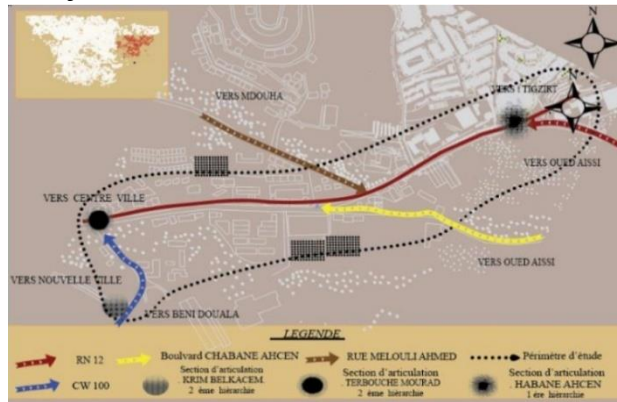 N
VERS MDOUHA
VERS TIGZIRT
VERS OUED AISSI
VERS CENTRE VILLE
VERS NOUVELLE VILLE
VERS OUED AISSI
VERS BENI DOUALA
LEGENDE
RN 12
Boulvard CHABANE AHCEN
RUE MELOULI AHMED
Périmètre d'étude
CW 100
Section d'articulation
. KRIM BELKACEM.
2 ème hiérarchie
Section d'articulation
. TERBOUCHE MOURAD
2 ème hiérarchie
Section d'articulation
. HABANE AHCEN
1 ére hiérarchie